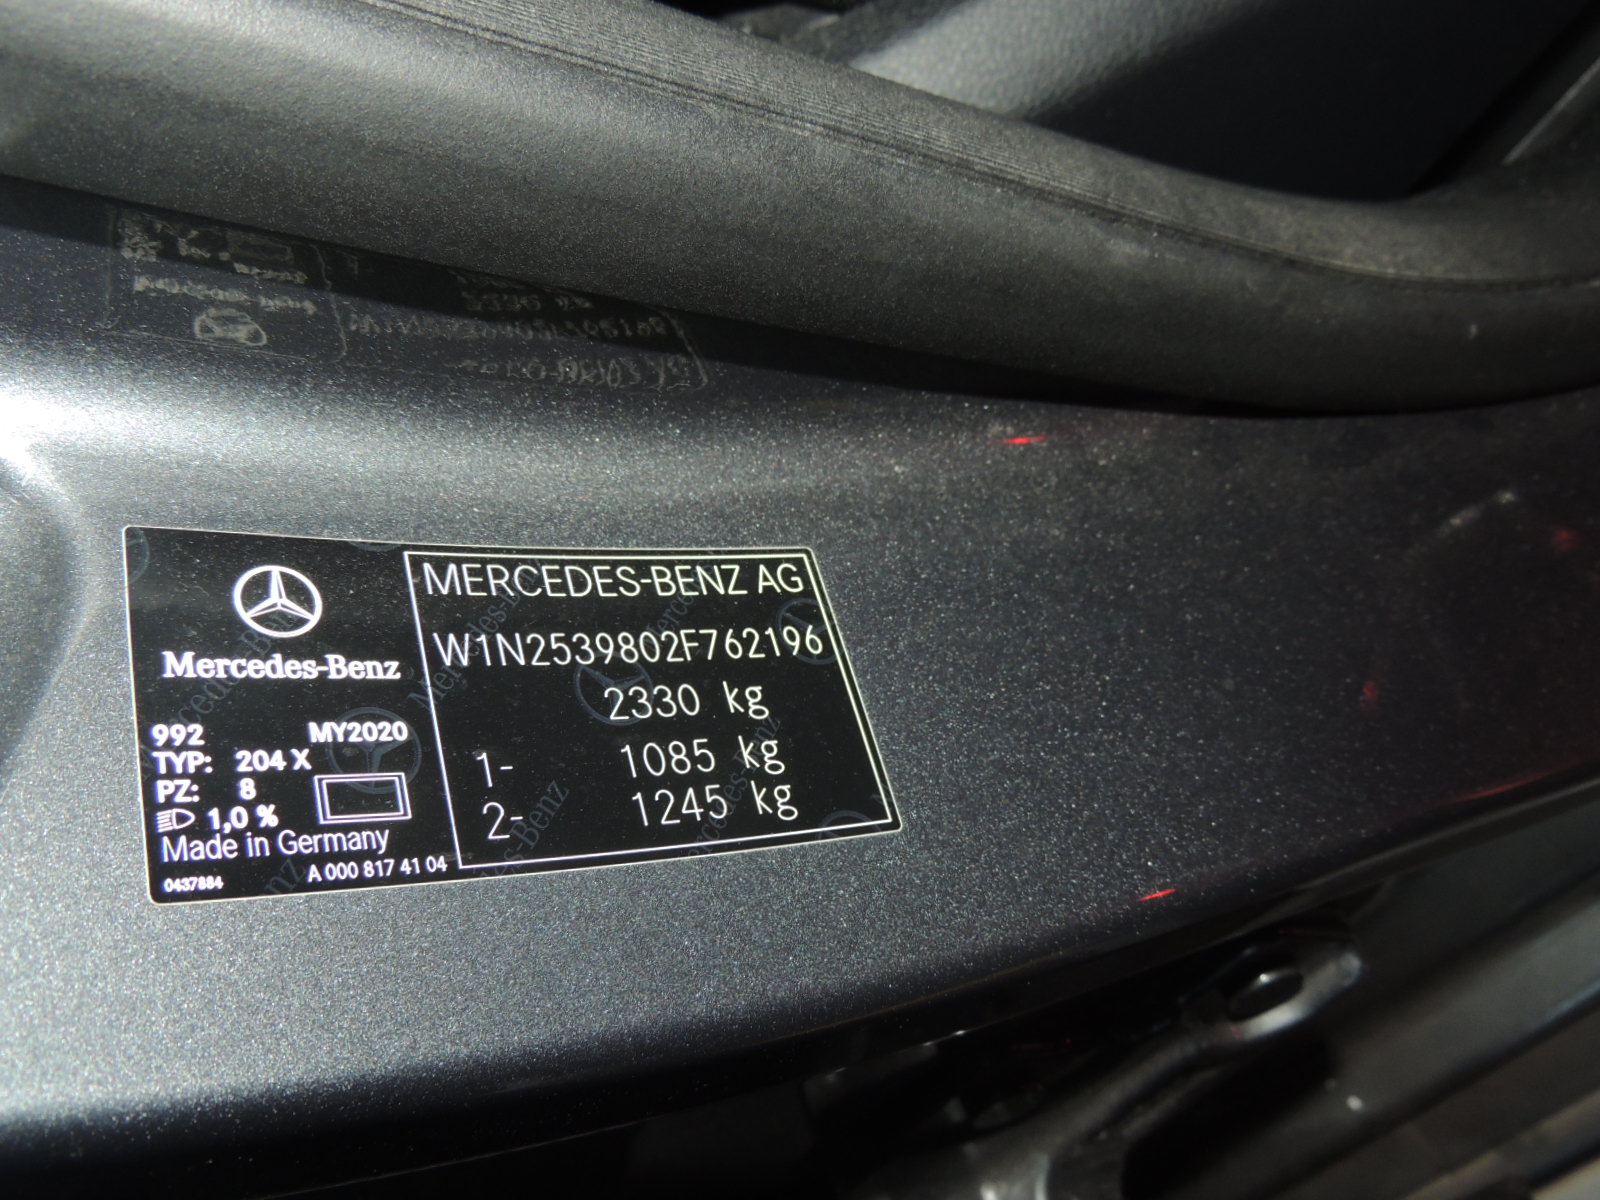 Mercedes-Benz
992 MY2020
TYP: 204 X
PZ: 8
1,0 %
Made in Germany
0437884 A 000 817 41 04
MERCEDES-BENZ AG
W1N2539802F762196
2330 kg
1- 1085 kg
2- 1245 kg